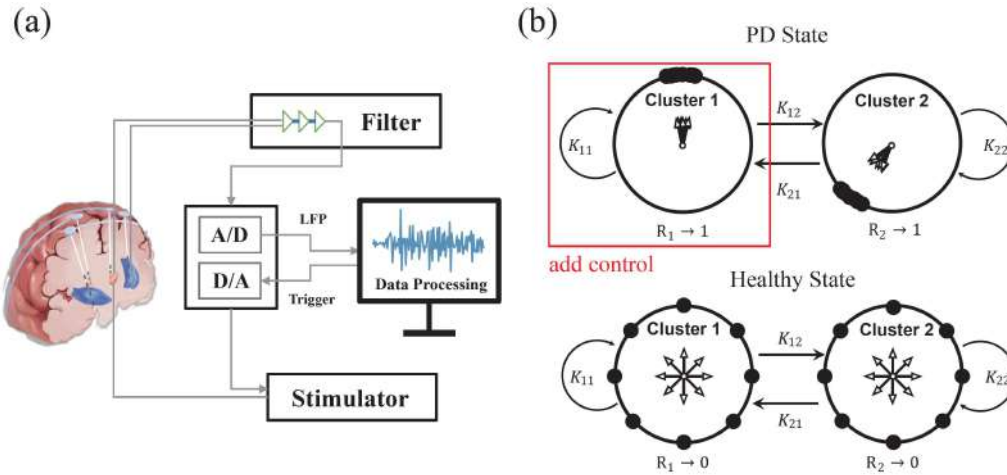 (a)
Filter
A/D
D/A
LFP
Trigger
Data Processing
Stimulator
(b)
PD State
Cluster 1
Cluster 2
K₁₁
K₁₂
K₂₁
K₂₂
R₁ → 1
R₂ → 1
add control
Healthy State
Cluster 1
Cluster 2
K₁₁
K₁₂
K₂₁
K₂₂
R₁ → 0
R₂ → 0